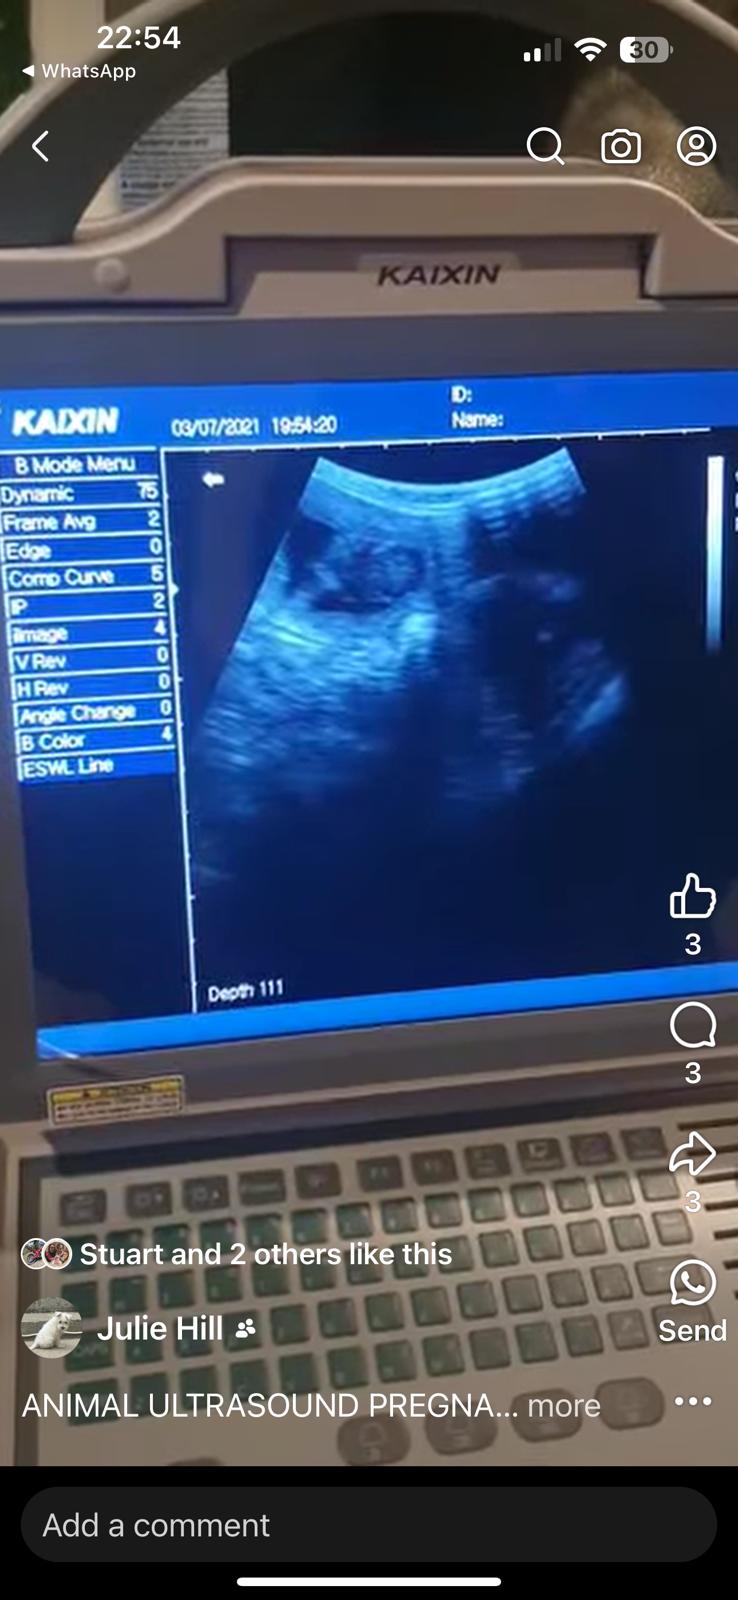 22:54
30
WhatsApp
KAIXIN
KAIXIN
03/07/2021 19:54:20
ID:
Name:
B Mode Menu
Dynamic 75
Frame Avg 2
Edge 0
Comp Curve 5
IP 2
Image 4
V Rev 0
H Rev 0
Angle Change 0
B Color 4
ESWL Line
Depth 111
3
3
3
Stuart and 2 others like this
Julie Hill
Send
ANIMAL ULTRASOUND PREGNA... more
Add a comment